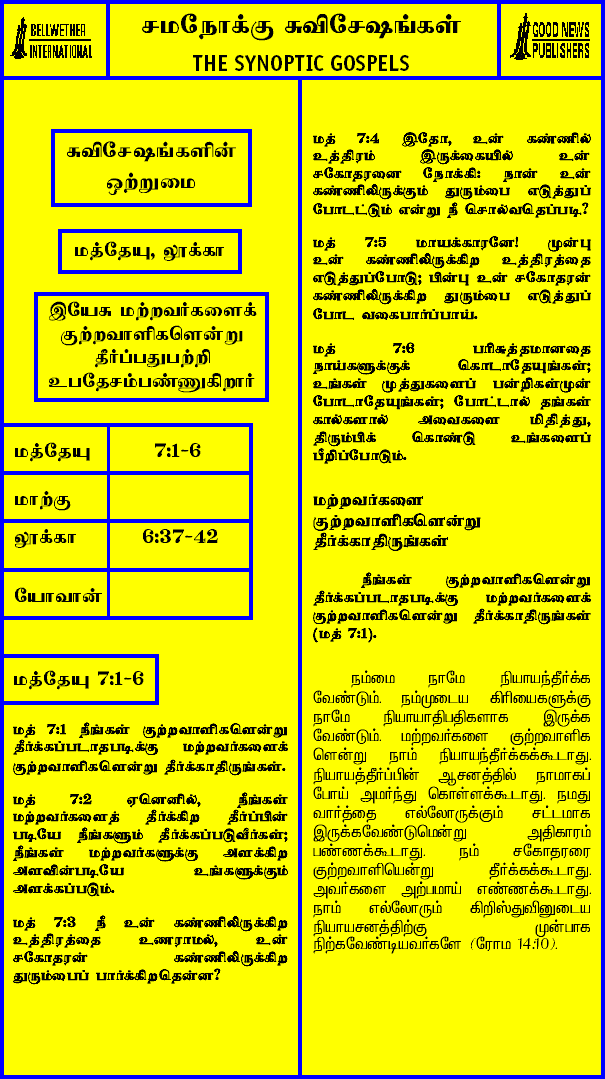 BELLWETHER
INTERNATIONAL
சமநோக்கு சுவிசேஷங்கள்
THE SYNOPTIC GOSPELS
GOOD NEWS
PUBLISHERS
சுவிசேஷங்களின்
ஒற்றுமை
மத்தேயு, லூக்கா
இயேசு மற்றவர்களைக்
குற்றவாளிகளென்று
தீர்ப்பதுபற்றி
உபதேசம்பண்ணுகிறார்
மத்தேயு 7:1-6
மாற்கு
லூக்கா 6:37-42
யோவான்
மத்தேயு 7:1-6
மத் 7:1 நீங்கள் குற்றவாளிகளென்று
தீர்க்கப்படாதபடிக்கு மற்றவர்களைக்
குற்றவாளிகளென்று தீர்க்காதிருங்கள்.
மத் 7:2 ஏனெனில், நீங்கள்
மற்றவர்களைத் தீர்க்கிற தீர்ப்பின்
படியே நீங்களும் தீர்க்கப்படுவீர்கள்;
நீங்கள் மற்றவர்களுக்கு அளக்கிற
அளவின்படியே உங்களுக்கும்
அளக்கப்படும்.
மத் 7:3 நீ உன் கண்ணிலிருக்கிற
உத்திரத்தை உணராமல், உன்
சகோதரன் கண்ணிலிருக்கிற
துரும்பைப் பார்க்கிறதென்ன?
மத் 7:4 இதோ, உன் கண்ணில்
உத்திரம் இருக்கையில் உன்
சகோதரனை நோக்கி: நான் உன்
கண்ணிலிருக்கும் துரும்பை எடுத்துப்
போடட்டும் என்று நீ சொல்வதெப்படி?
மத் 7:5 மாயக்காரனே! முன்பு
உன் கண்ணிலிருக்கிற உத்திரத்தை
எடுத்துப்போடு; பின்பு உன் சகோதரன்
கண்ணிலிருக்கிற துரும்பை எடுத்துப்
போட வகைபார்ப்பாய்.
மத் 7:6 பரிசுத்தமானதை
நாய்களுக்குக் கொடாதேயுங்கள்;
உங்கள் முத்துகளைப் பன்றிகள்முன்
போடாதேயுங்கள்; போட்டால் தங்கள்
கால்களால் அவைகளை மிதித்து,
திரும்பிக் கொண்டு உங்களைப்
பீறிப்போடும்.
மற்றவர்களை
குற்றவாளிகளென்று
தீர்க்காதிருங்கள்
நீங்கள் குற்றவாளிகளென்று
தீர்க்கப்படாதபடிக்கு மற்றவர்களைக்
குற்றவாளிகளென்று தீர்க்காதிருங்கள்
(மத் 7:1).
நம்மை நாமே நியாயந்தீர்க்க
வேண்டும். நம்முடைய கிரியைகளுக்கு
நாமே நியாயாதிபதிகளாக இருக்க
வேண்டும். மற்றவர்களை குற்றவாளிக
ளென்று நாம் நியாயந்தீர்க்கக்கூடாது.
நியாயத்தீர்ப்பின் ஆசனத்தில் நாமாகப்
போய் அமர்ந்து கொள்ளக்கூடாது. நமது
வார்த்தை எல்லோருக்கும் சட்டமாக
இருக்கவேண்டுமென்று அதிகாரம்
பண்ணக்கூடாது. நம் சகோதரரை
குற்றவாளியென்று தீர்க்கக்கூடாது.
அவர்களை அற்பமாய் எண்ணக்கூடாது.
நாம் எல்லோரும் கிறிஸ்துவினுடைய
நியாயசனத்திற்கு முன்பாக
நிற்கவேண்டியவர்களே (ரோம 14:10).